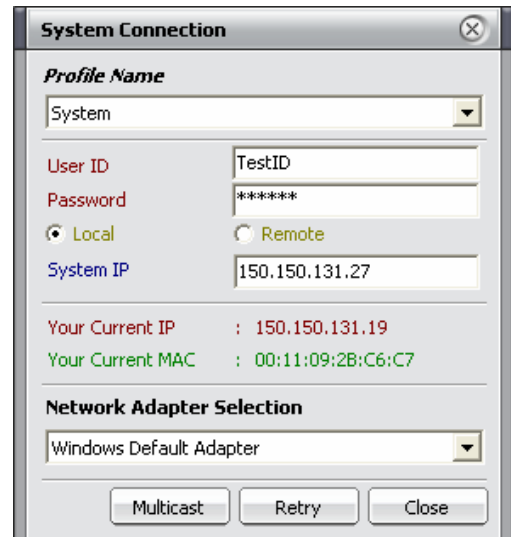 System Connection
Profile Name
System
User ID TestID
Password ******
Local Remote
System IP 150.150.131.27
Your Current IP : 150.150.131.19
Your Current MAC : 00:11:09:2B:C6:C7
Network Adapter Selection
Windows Default Adapter
Multicast Retry Close